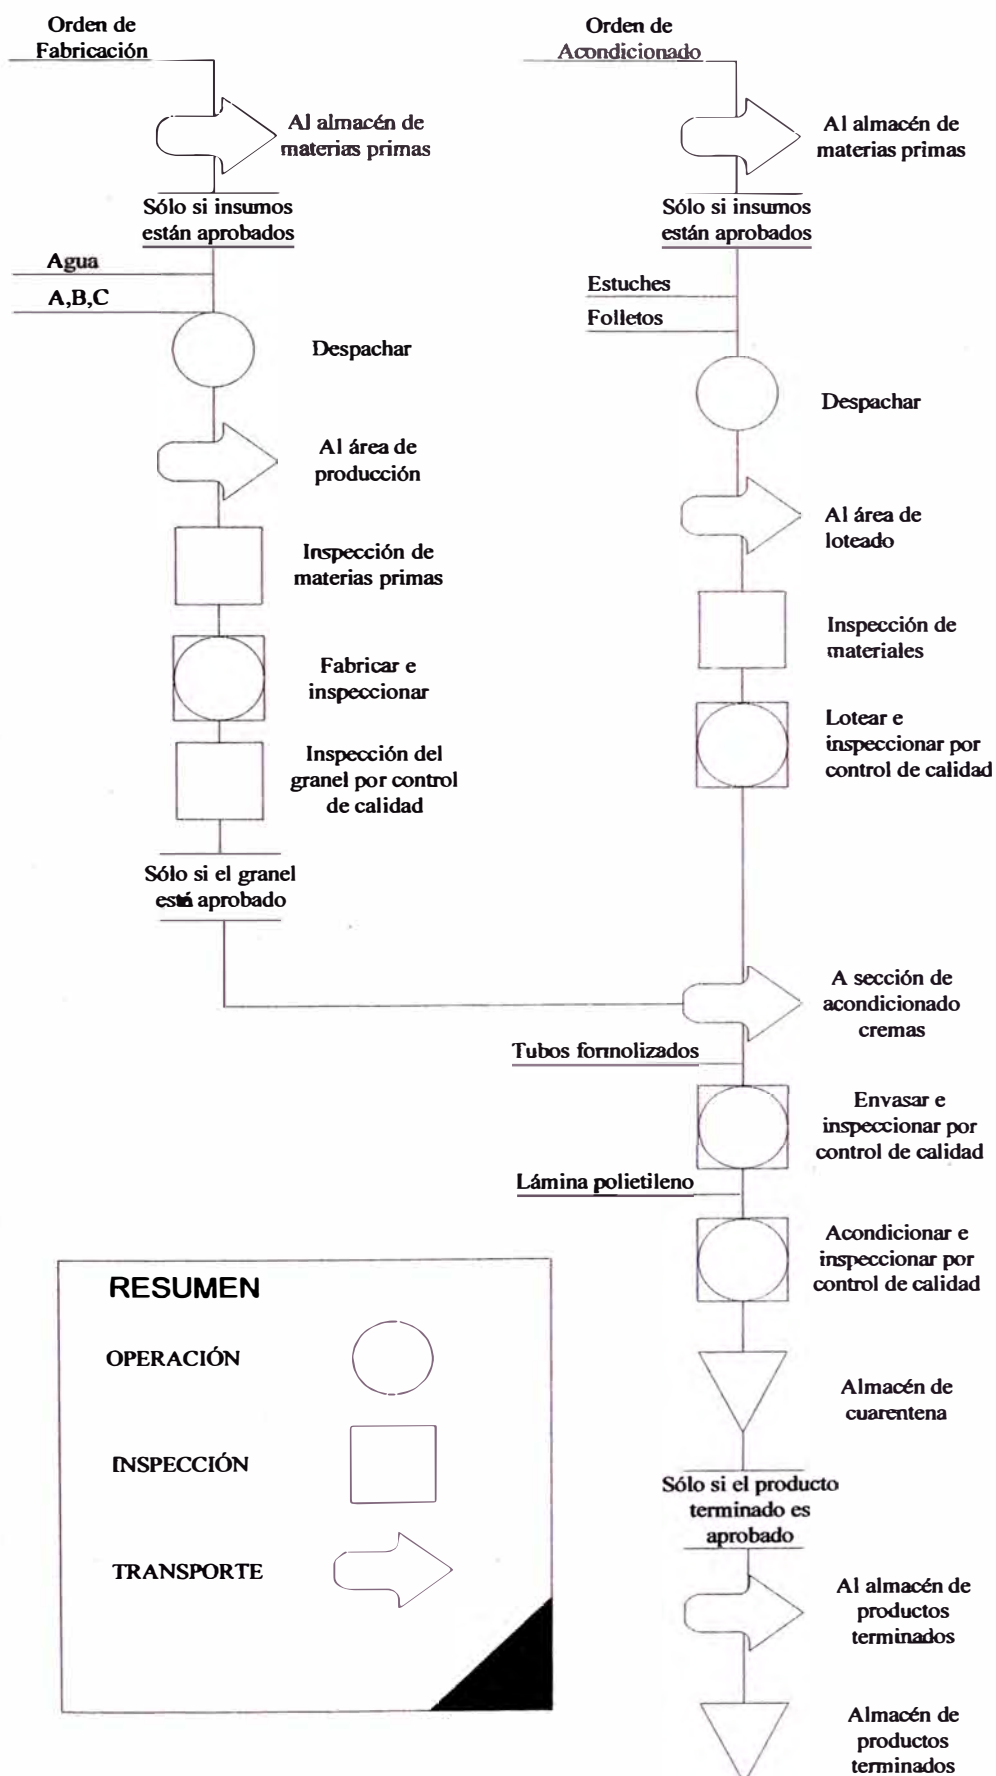 Orden de
Fabricación
Al almacén de
materias primas
Sólo si insumos
están aprobados
Agua
A,B,C
Despachar
Al área de
producción
Inspección de
materias primas
Fabricar e
inspeccionar
Inspección del
granel por control
de calidad
Sólo si el granel
está aprobado
Orden de
Acondicionado
Al almacén de
materias primas
Sólo si insumos
están aprobados
Estuches
Folletos
Despachar
Al área de
loteado
Inspección de
materiales
Lotear e
inspeccionar por
control de calidad
A sección de
acondicionado
cremas
Tubos formolizados
Envasar e
inspeccionar por
control de calidad
Lámina polietileno
Acondicionar e
inspeccionar por
control de calidad
Almacén de
cuarentena
Sólo si el producto
terminado es
aprobado
Al almacén de
productos
terminados
Almacén de
productos
terminados
RESUMEN
OPERACIÓN
INSPECCIÓN
TRANSPORTE